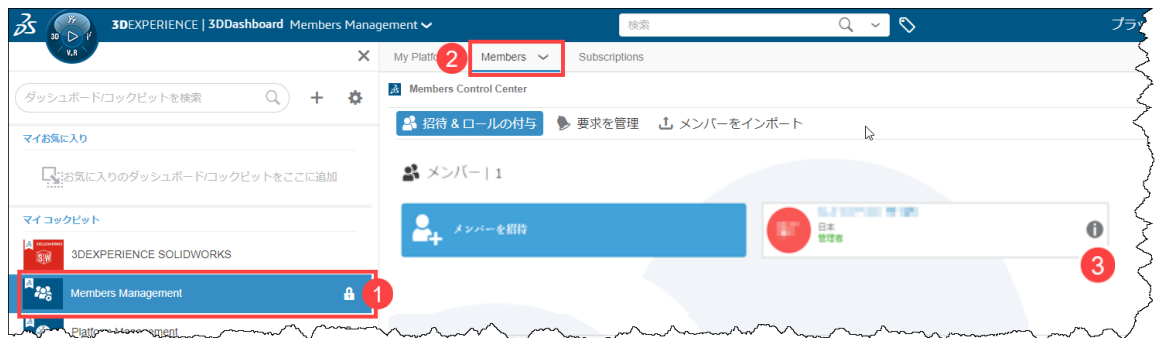 3DEXPERIENCE | 3DDashboard Members Management
検索
3D
V.R
My Platfo
2
Members
Subscriptions
ダッシュボード/コックピットを検索
Members Control Center
招待 & ロールの付与
要求を管理
メンバーをインポート
マイお気に入り
お気に入りのダッシュボード/コックピットをここに追加
メンバー | 1
マイ コックピット
メンバーを招待
日本
管理者
3
3DEXPERIENCE SOLIDWORKS
Members Management
1
Platform Management